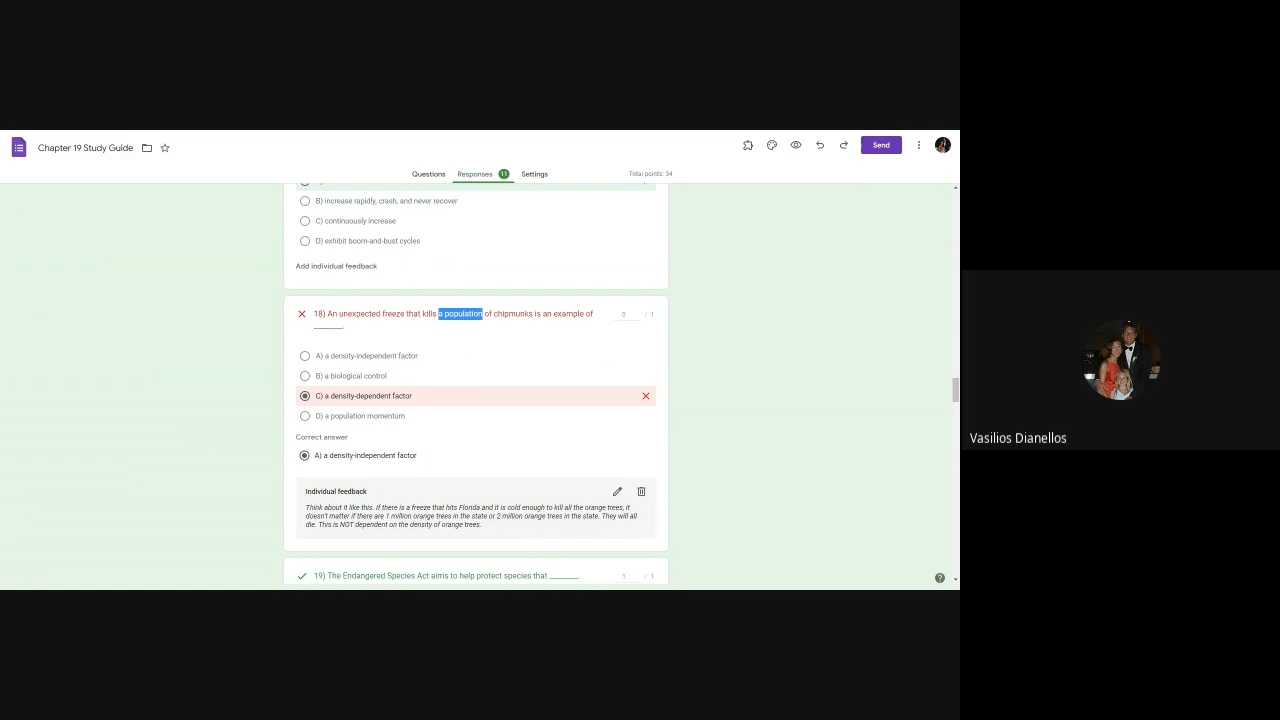 Chapter 19 Study Guide
Send
Questions
Responses 11
Settings
Total points: 34
B) increase rapidly, crash, and never recover
C) continuously increase
D) exhibit boom-and-bust cycles
Add individual feedback
18) An unexpected freeze that kills a population of chipmunks is an example of
______.
0 / 1
A) a density-independent factor
B) a biological control
C) a density-dependent factor
D) a population momentum
Correct answer
A) a density-independent factor
Individual feedback
Think about it like this. If there is a freeze that hits Florida and it is cold enough to kill all the orange trees, it
doesn't matter if there are 1 million orange trees in the state or 2 million orange trees in the state. They will all
die. This is NOT dependent on the density of orange trees.
19) The Endangered Species Act aims to help protect species that ______.
1 / 1
Vasilios Dianellos